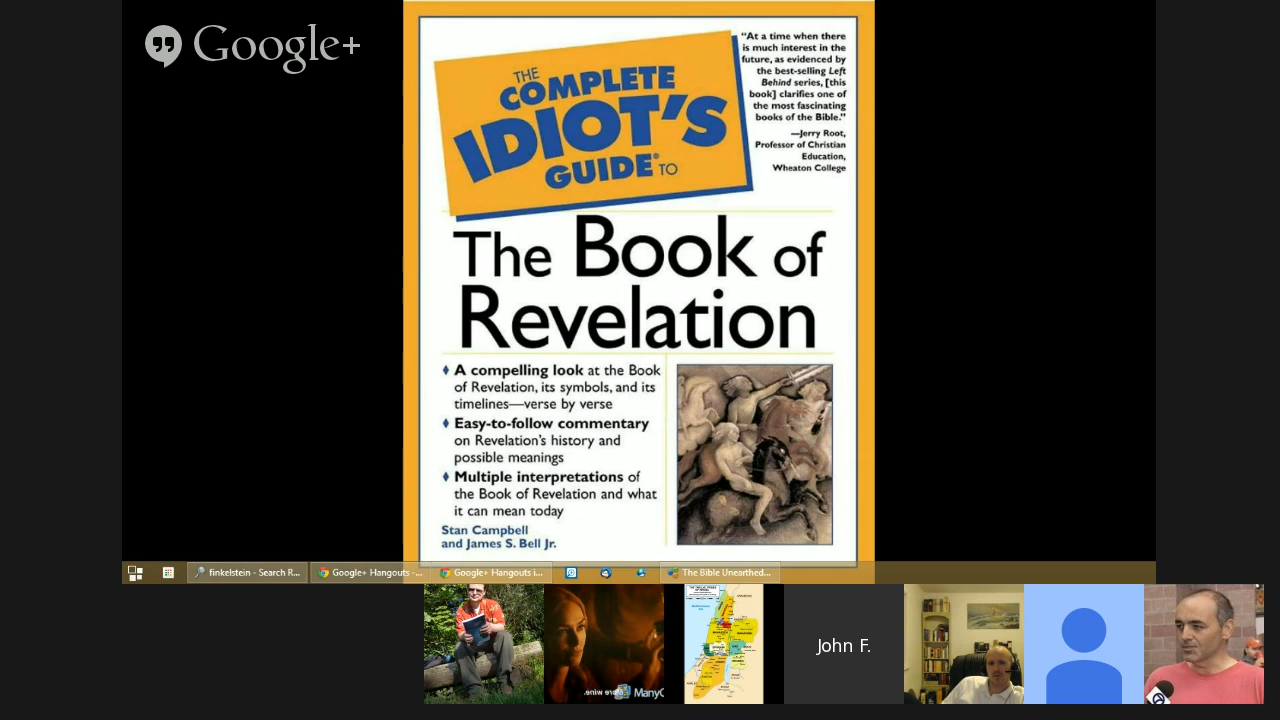 Google+
"At a time when there
is much interest in the
future, as evidenced by
the best-selling Left
Behind series, [this
book] clarifies one of
the most fascinating
books of the Bible."
—Jerry Root,
Professor of Christian
Education,
Wheaton College
THE
COMPLETE
IDIOT'S
GUIDE® TO
The Book of
Revelation
♦ A compelling look at the Book
of Revelation, its symbols, and its
timelines—verse by verse
♦ Easy-to-follow commentary
on Revelation's history and
possible meanings
♦ Multiple interpretations of
the Book of Revelation and what
it can mean today
Stan Campbell
and James S. Bell Jr.
finkelstein - Search R...
Google+ Hangouts -...
Google+ Hangouts i...
The Bible Unearthed...
John F.